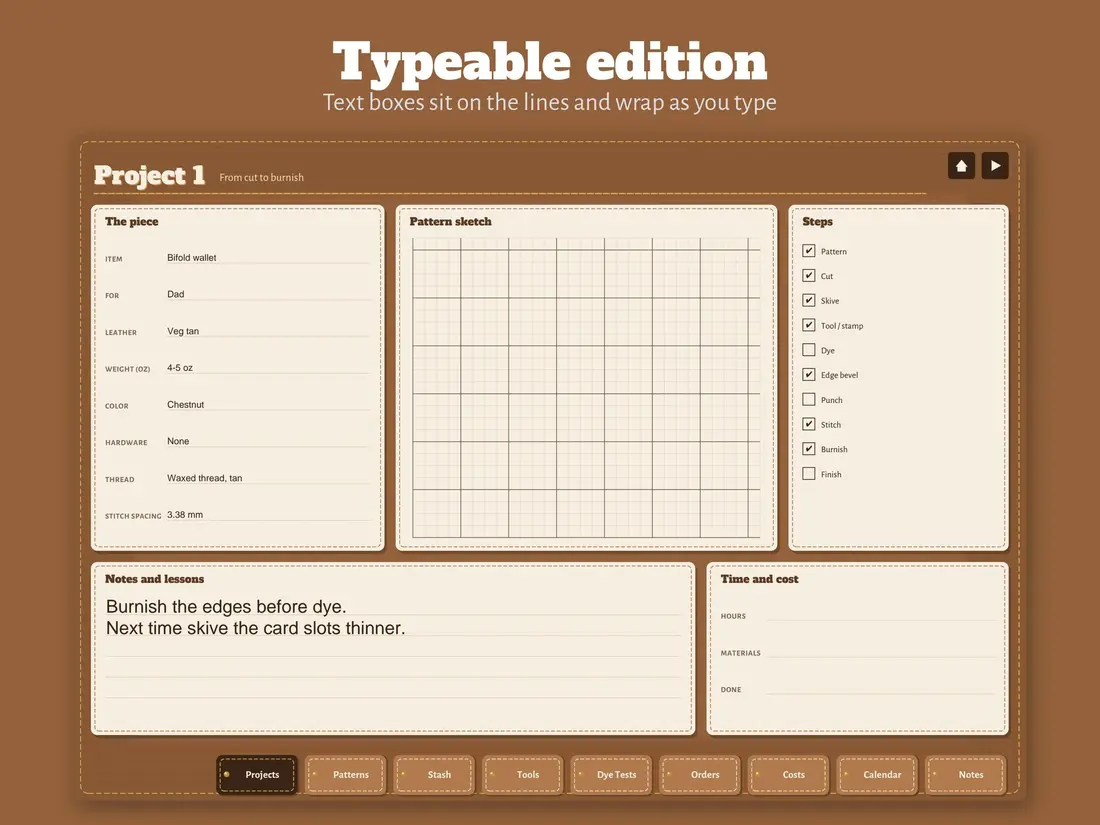 Typeable edition
Text boxes sit on the lines and wrap as you type
Project 1
From cut to burnish
The piece
ITEM Bifold wallet
FOR Dad
LEATHER Veg tan
WEIGHT (OZ) 4-5 oz
COLOR Chestnut
HARDWARE None
THREAD Waxed thread, tan
STITCH SPACING 3.38 mm
Pattern sketch
Steps
Pattern
Cut
Skive
Tool / stamp
Dye
Edge bevel
Punch
Stitch
Burnish
Finish
Notes and lessons
Burnish the edges before dye.
Next time skive the card slots thinner.
Time and cost
HOURS
MATERIALS
DONE
Projects Patterns Stash Tools Dye Tests Orders Costs Calendar Notes